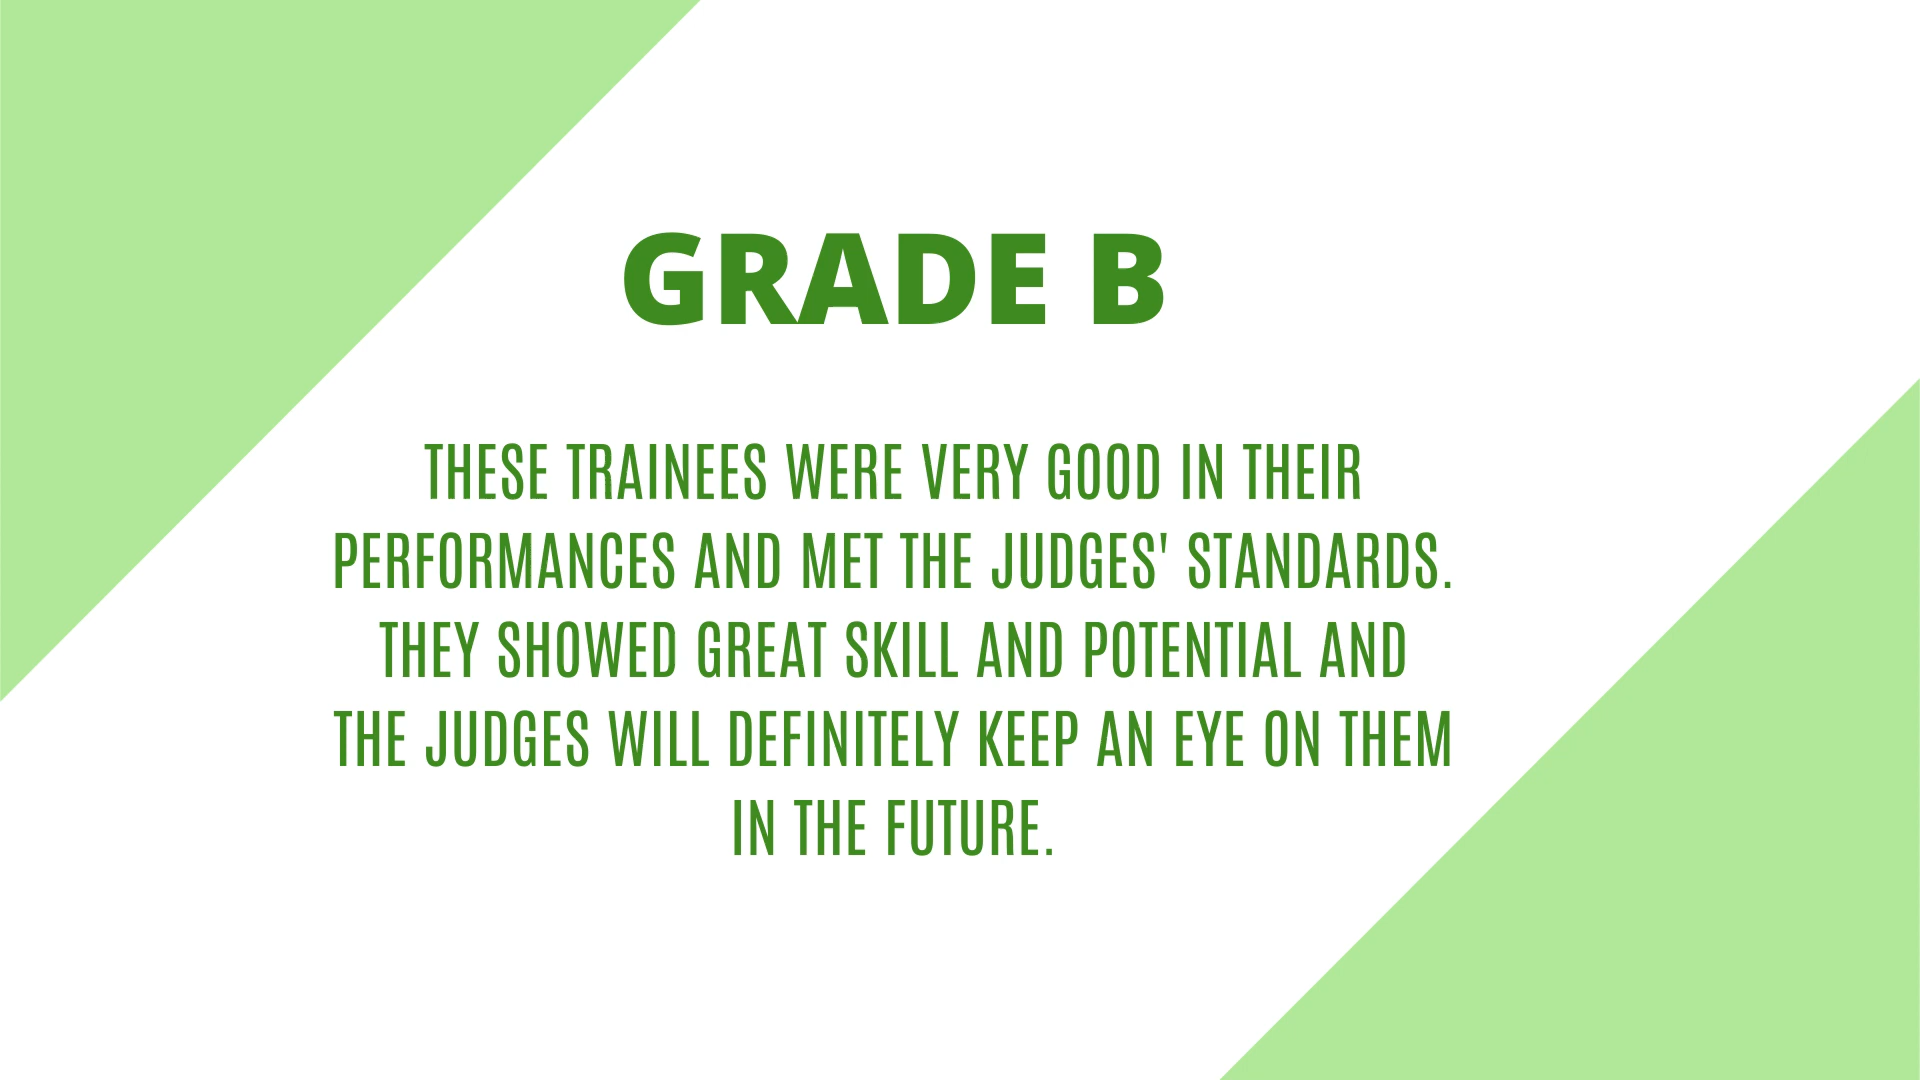 GRADE B
THESE TRAINEES WERE VERY GOOD IN THEIR
PERFORMANCES AND MET THE JUDGES' STANDARDS.
THEY SHOWED GREAT SKILL AND POTENTIAL AND
THE JUDGES WILL DEFINITELY KEEP AN EYE ON THEM
IN THE FUTURE.